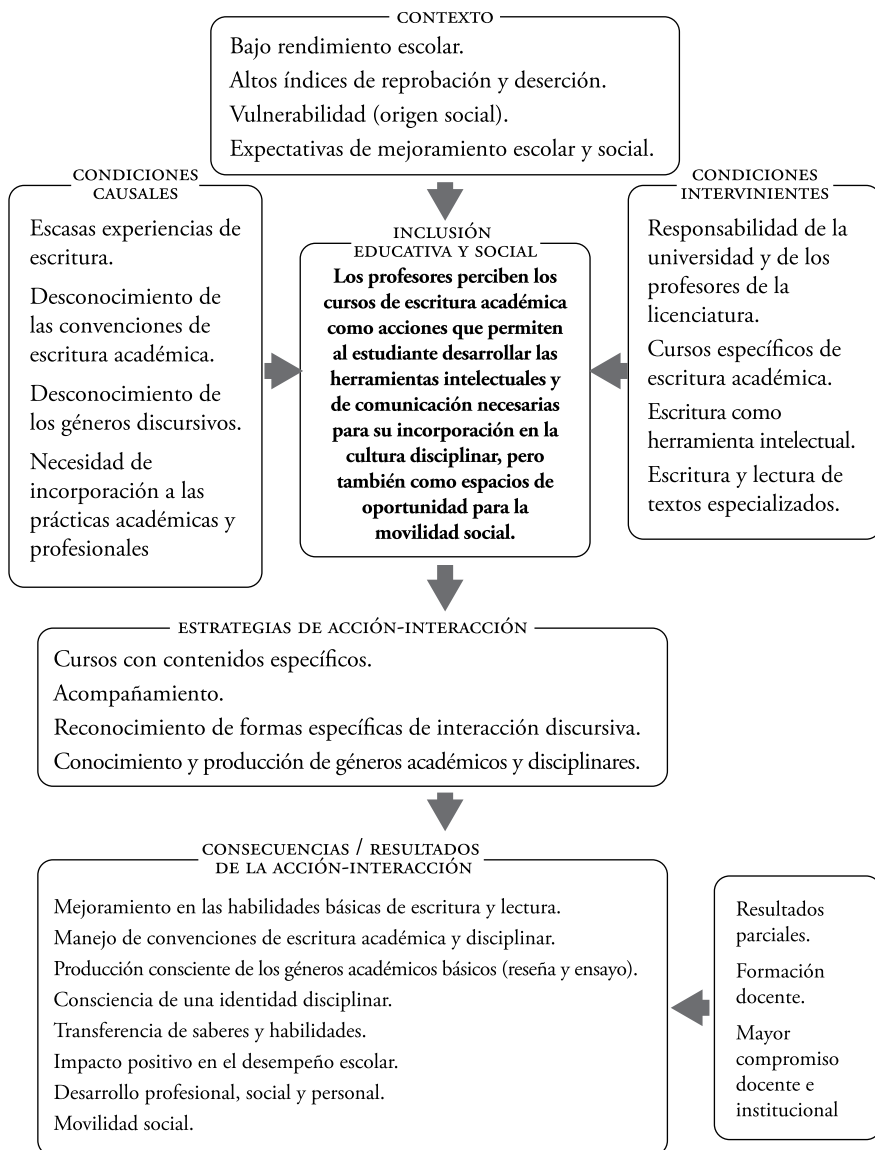 CONTEXTO
Bajo rendimiento escolar.
Altos índices de reprobación y deserción.
Vulnerabilidad (origen social).
Expectativas de mejoramiento escolar y social.
CONDICIONES
CAUSALES
Escasas experiencias de
escritura.
Desconocimiento de
las convenciones de
escritura académica.
Desconocimiento de
los géneros discursivos.
Necesidad de
incorporación a las
prácticas académicas y
profesionales
INCLUSIÓN
EDUCATIVA Y SOCIAL
Los profesores perciben los
cursos de escritura académica
como acciones que permiten
al estudiante desarrollar las
herramientas intelectuales y
de comunicación necesarias
para su incorporación en la
cultura disciplinar, pero
también como espacios de
oportunidad para la
movilidad social.
CONDICIONES
INTERVINIENTES
Responsabilidad de la
universidad y de los
profesores de la
licenciatura.
Cursos específicos de
escritura académica.
Escritura como
herramienta intelectual.
Escritura y lectura de
textos especializados.
ESTRATEGIAS DE ACCIÓN-INTERACCIÓN
Cursos con contenidos específicos.
Acompañamiento.
Reconocimiento de formas específicas de interacción discursiva.
Conocimiento y producción de géneros académicos y disciplinares.
CONSECUENCIAS / RESULTADOS
DE LA ACCIÓN-INTERACCIÓN
Mejoramiento en las habilidades básicas de escritura y lectura.
Manejo de convenciones de escritura académica y disciplinar.
Producción consciente de los géneros académicos básicos (reseña y ensayo).
Consciencia de una identidad disciplinar.
Transferencia de saberes y habilidades.
Impacto positivo en el desempeño escolar.
Desarrollo profesional, social y personal.
Movilidad social.
Resultados
parciales.
Formación
docente.
Mayor
compromiso
docente e
institucional